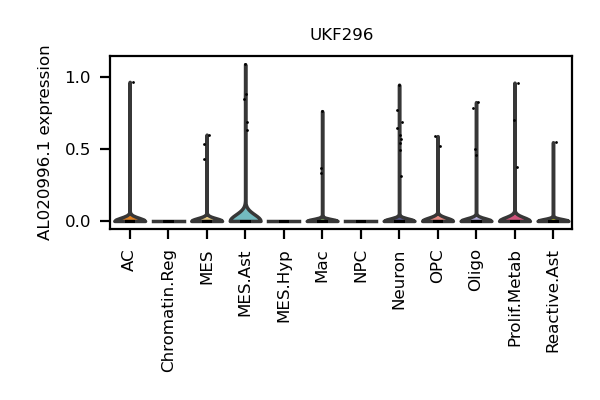 UKF296
AL020996.1 expression
1.0
0.5
0.0
AC
Chromatin.Reg
MES
MES.Ast
MES.Hyp
Mac
NPC
Neuron
OPC
Oligo
Prolif.Metab
Reactive.Ast